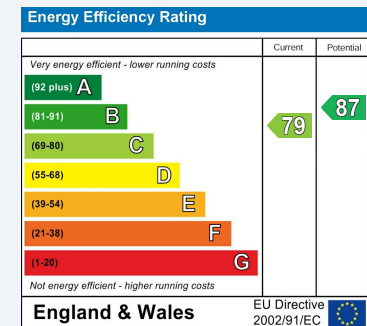 Energy Efficiency Rating
Current Potential
Very energy efficient - lower running costs
(92 plus) A
(81-91) B
87
(69-80) C
79
(55-68) D
(39-54) E
(21-38) F
(1-20) G
Not energy efficient - higher running costs
England & Wales
EU Directive
2002/91/EC